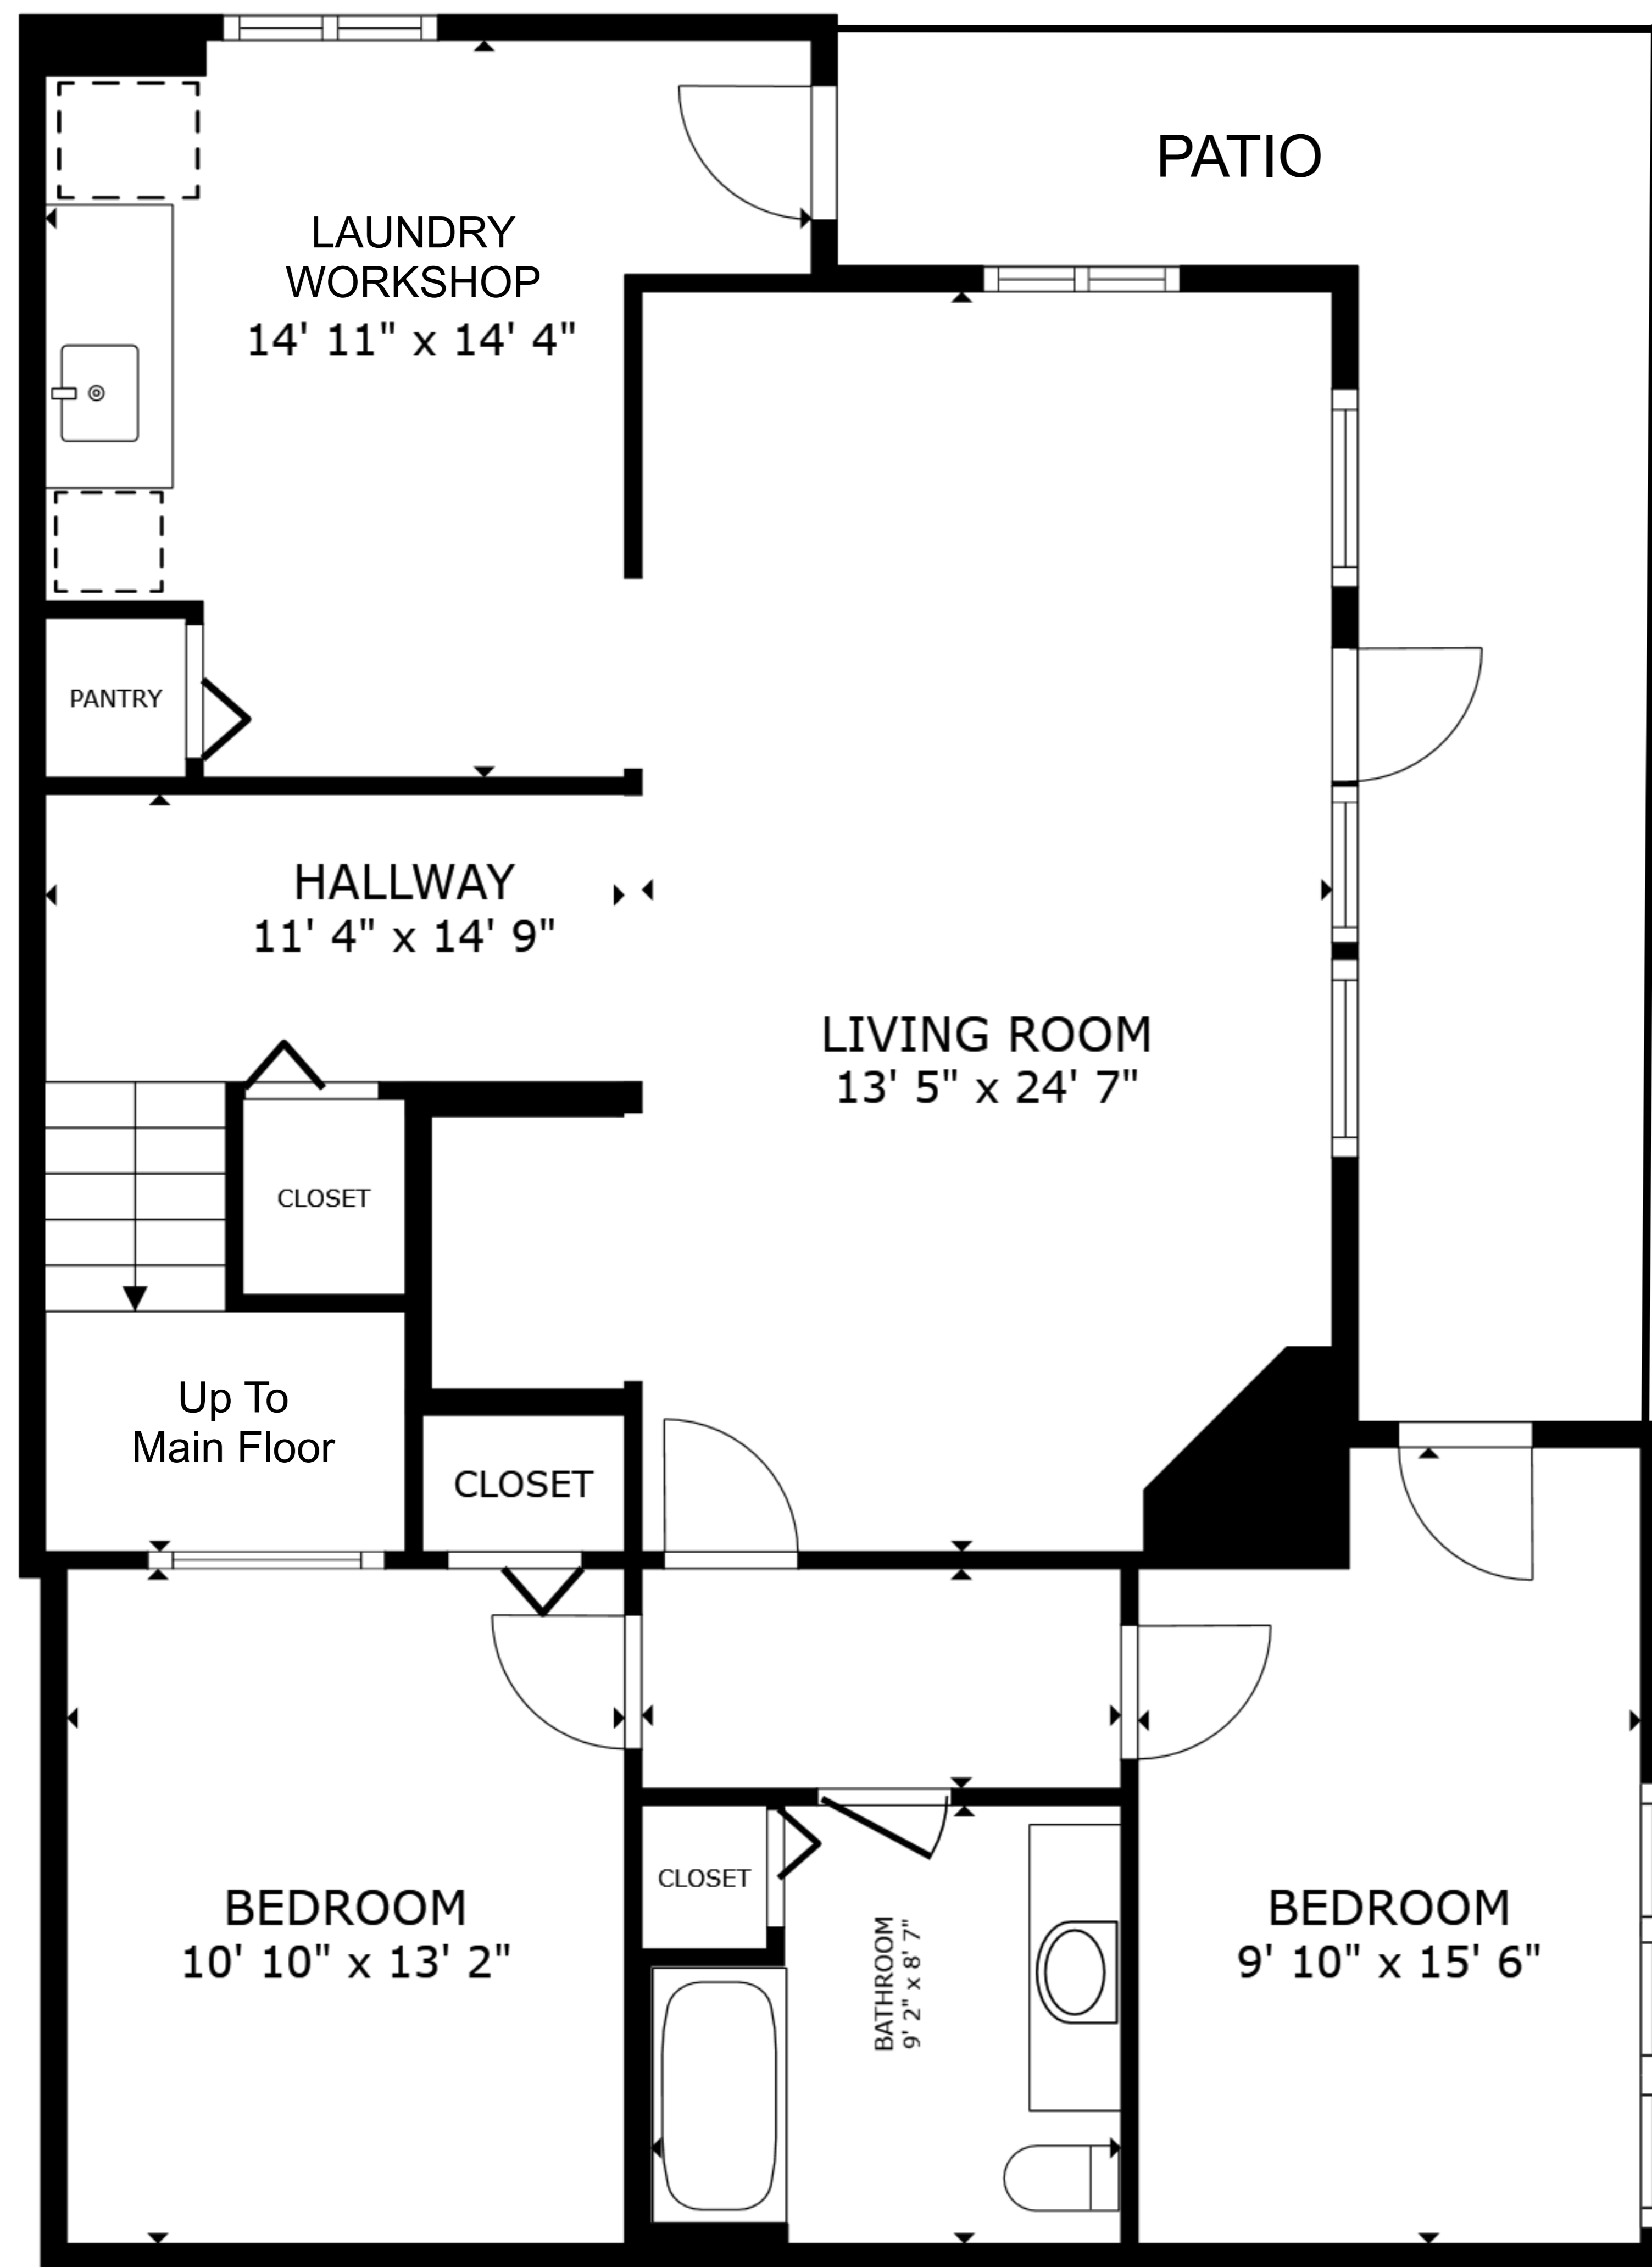 PATIO
LAUNDRY
WORKSHOP
14' 11" x 14' 4"
PANTRY
HALLWAY
11' 4" x 14' 9"
LIVING ROOM
13' 5" x 24' 7"
CLOSET
Up To
Main Floor
CLOSET
CLOSET
BEDROOM
10' 10" x 13' 2"
BATHROOM
9' 2" x 8' 7"
BEDROOM
9' 10" x 15' 6"